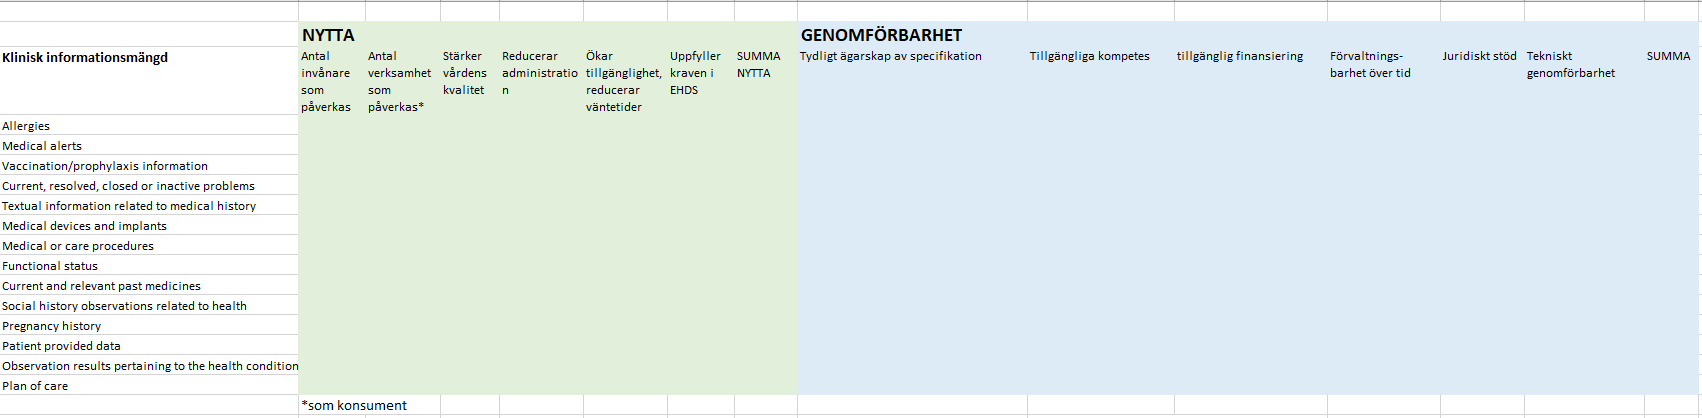 NYTTA
GENOMFÖRBARHET
Klinisk informationsmängd
Antal
invånare
som
påverkas
Antal
verksamhet
som
påverkas*
Stärker
vårdens
kvalitet
Reducerar
administratio
n
Ökar
tillgänglighet,
reducerar
väntetider
Uppfyller
kraven i
EHDS
SUMMA
NYTTA
Tydligt ägarskap av specifikation
Tillgängliga kompetes
tillgänglig finansiering
Förvaltnings-
barhet över tid
Juridiskt stöd
Tekniskt
genomförbarhet
SUMMA
Allergies
Medical alerts
Vaccination/prophylaxis information
Current, resolved, closed or inactive problems
Textual information related to medical history
Medical devices and implants
Medical or care procedures
Functional status
Current and relevant past medicines
Social history observations related to health
Pregnancy history
Patient provided data
Observation results pertaining to the health condition
Plan of care
*som konsument